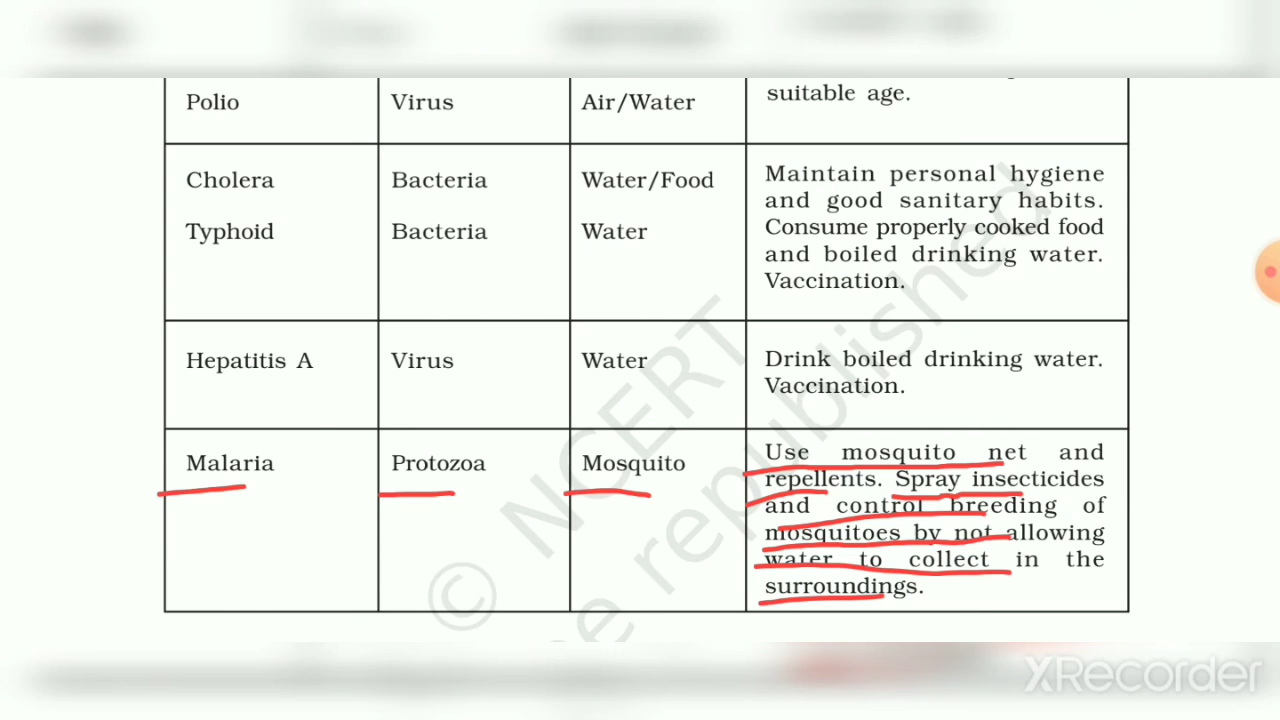 Polio Virus Air/Water suitable age.
Cholera Bacteria Water/Food Maintain personal hygiene
and good sanitary habits.
Typhoid Bacteria Water Consume properly cooked food
and boiled drinking water.
Vaccination.
Hepatitis A Virus Water Drink boiled drinking water.
Vaccination.
Malaria Protozoa Mosquito Use mosquito net and
repellents. Spray insecticides
and control breeding of
mosquitoes by not allowing
water to collect in the
surroundings.
© NCERT
e republished
XRecorder